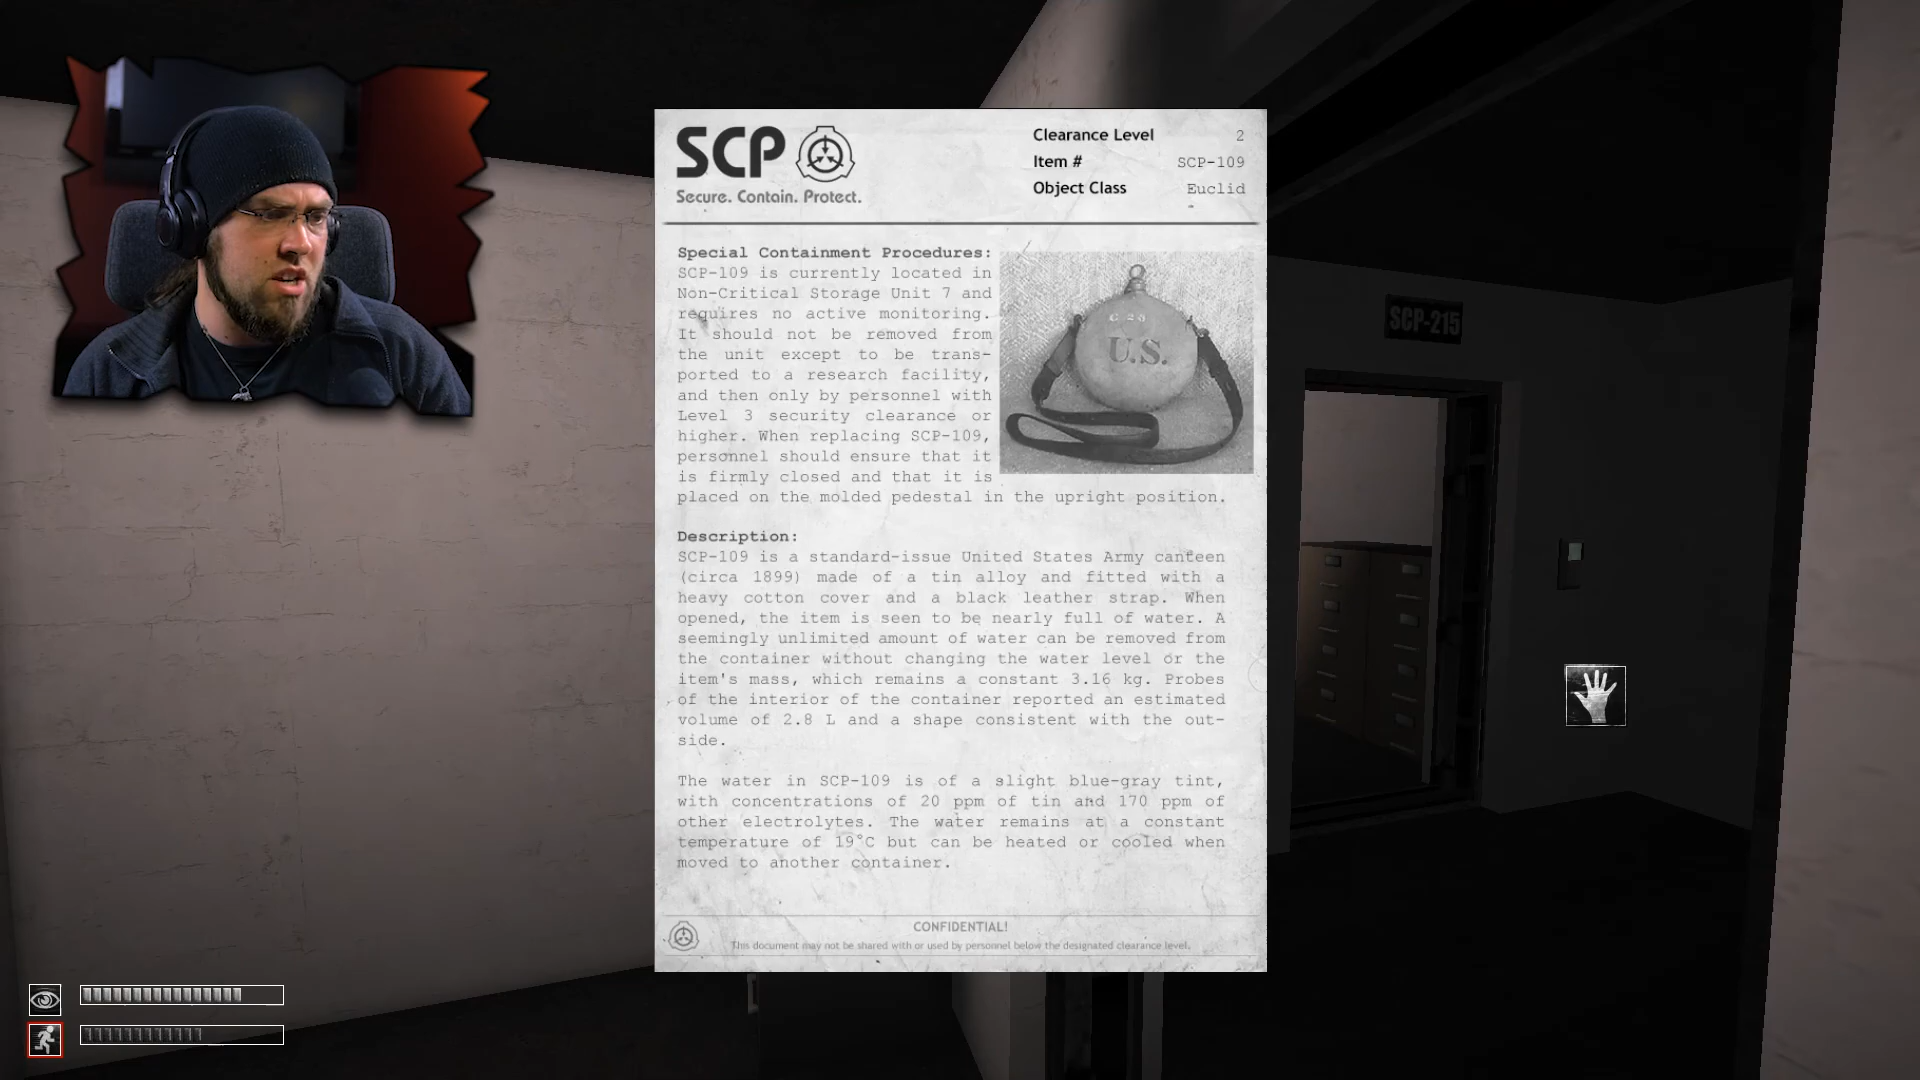 SCP
Secure. Contain. Protect.
Clearance Level 2
Item # SCP-109
Object Class Euclid
Special Containment Procedures:
SCP-109 is currently located in
Non-Critical Storage Unit 7 and
requires no active monitoring.
It should not be removed from
the unit except to be trans-
ported to a research facility,
and then only by personnel with
Level 3 security clearance or
higher. When replacing SCP-109,
personnel should ensure that it
is firmly closed and that it is
placed on the molded pedestal in the upright position.
U.S.
Description:
SCP-109 is a standard-issue United States Army canteen
(circa 1899) made of a tin alloy and fitted with a
heavy cotton cover and a black leather strap. When
opened, the item is seen to be nearly full of water. A
seemingly unlimited amount of water can be removed from
the container without changing the water level or the
item's mass, which remains a constant 3.16 kg. Probes
of the interior of the container reported an estimated
volume of 2.8 L and a shape consistent with the out-
side.
The water in SCP-109 is of a slight blue-gray tint,
with concentrations of 20 ppm of tin and 170 ppm of
other electrolytes. The water remains at a constant
temperature of 19°C but can be heated or cooled when
moved to another container.
CONFIDENTIAL!
This document may not be shared with or used by personnel below the designated clearance level.
SCP-215